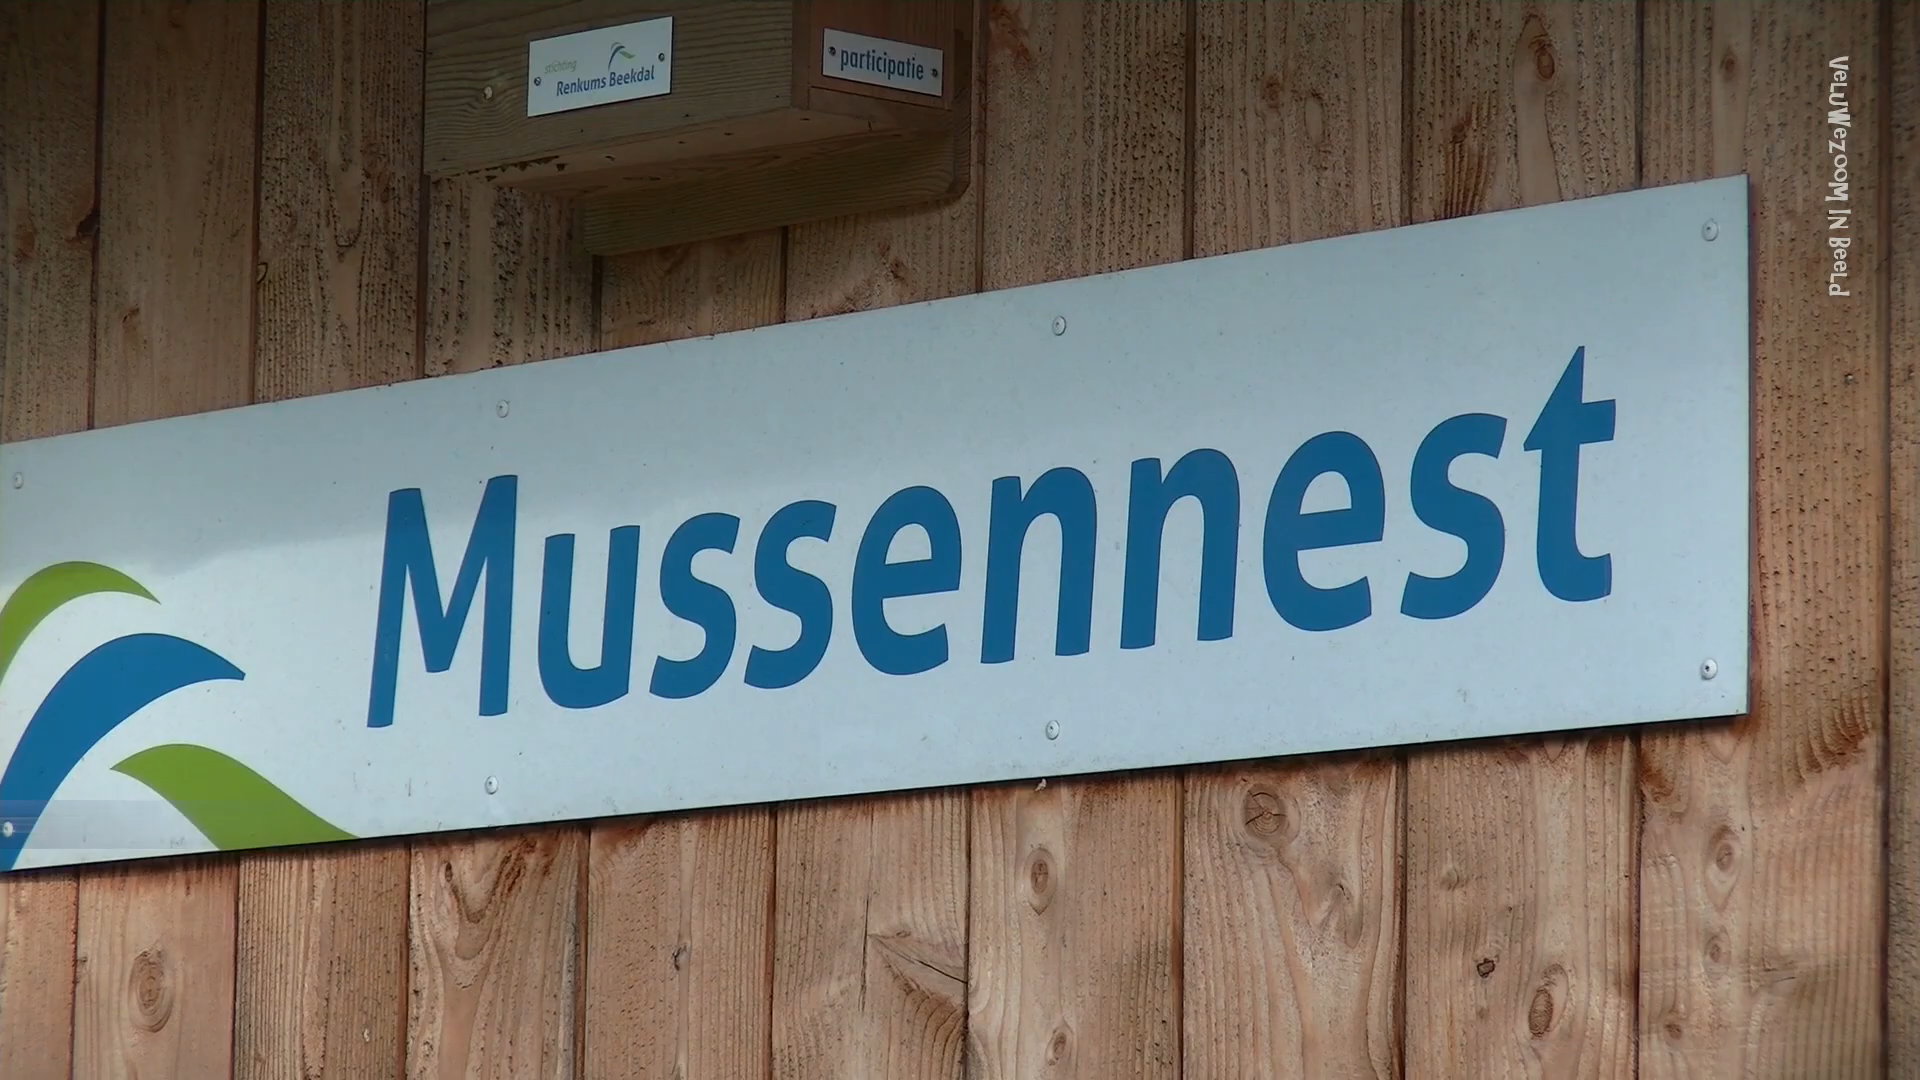 stichting
Renkums Beekdal
participatie
Mussennest
VeLUWezooM IN BeeLd